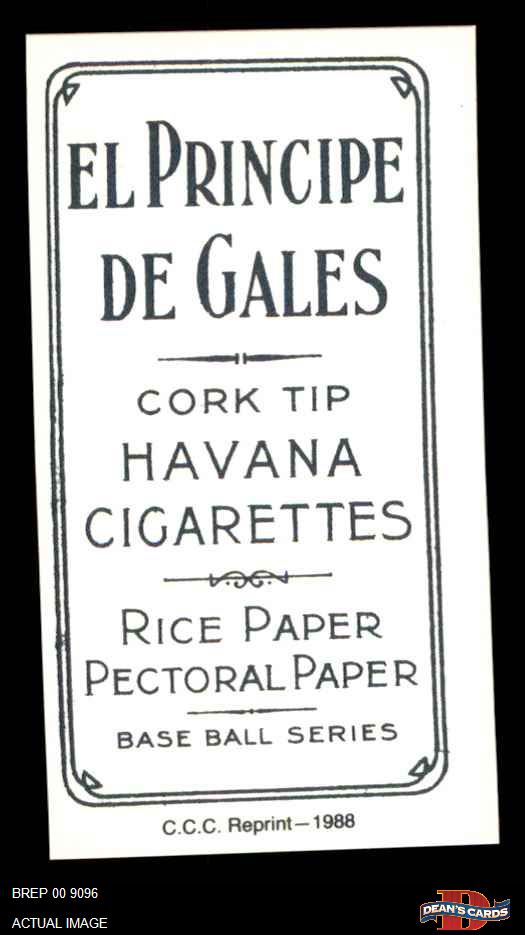 EL PRINCIPE
DE GALES
CORK TIP
HAVANA
CIGARETTES
RICE PAPER
PECTORAL PAPER
BASE BALL SERIES
C.C.C. Reprint—1988
BREP 00 9096
ACTUAL IMAGE
D
DEAN'S CARDS